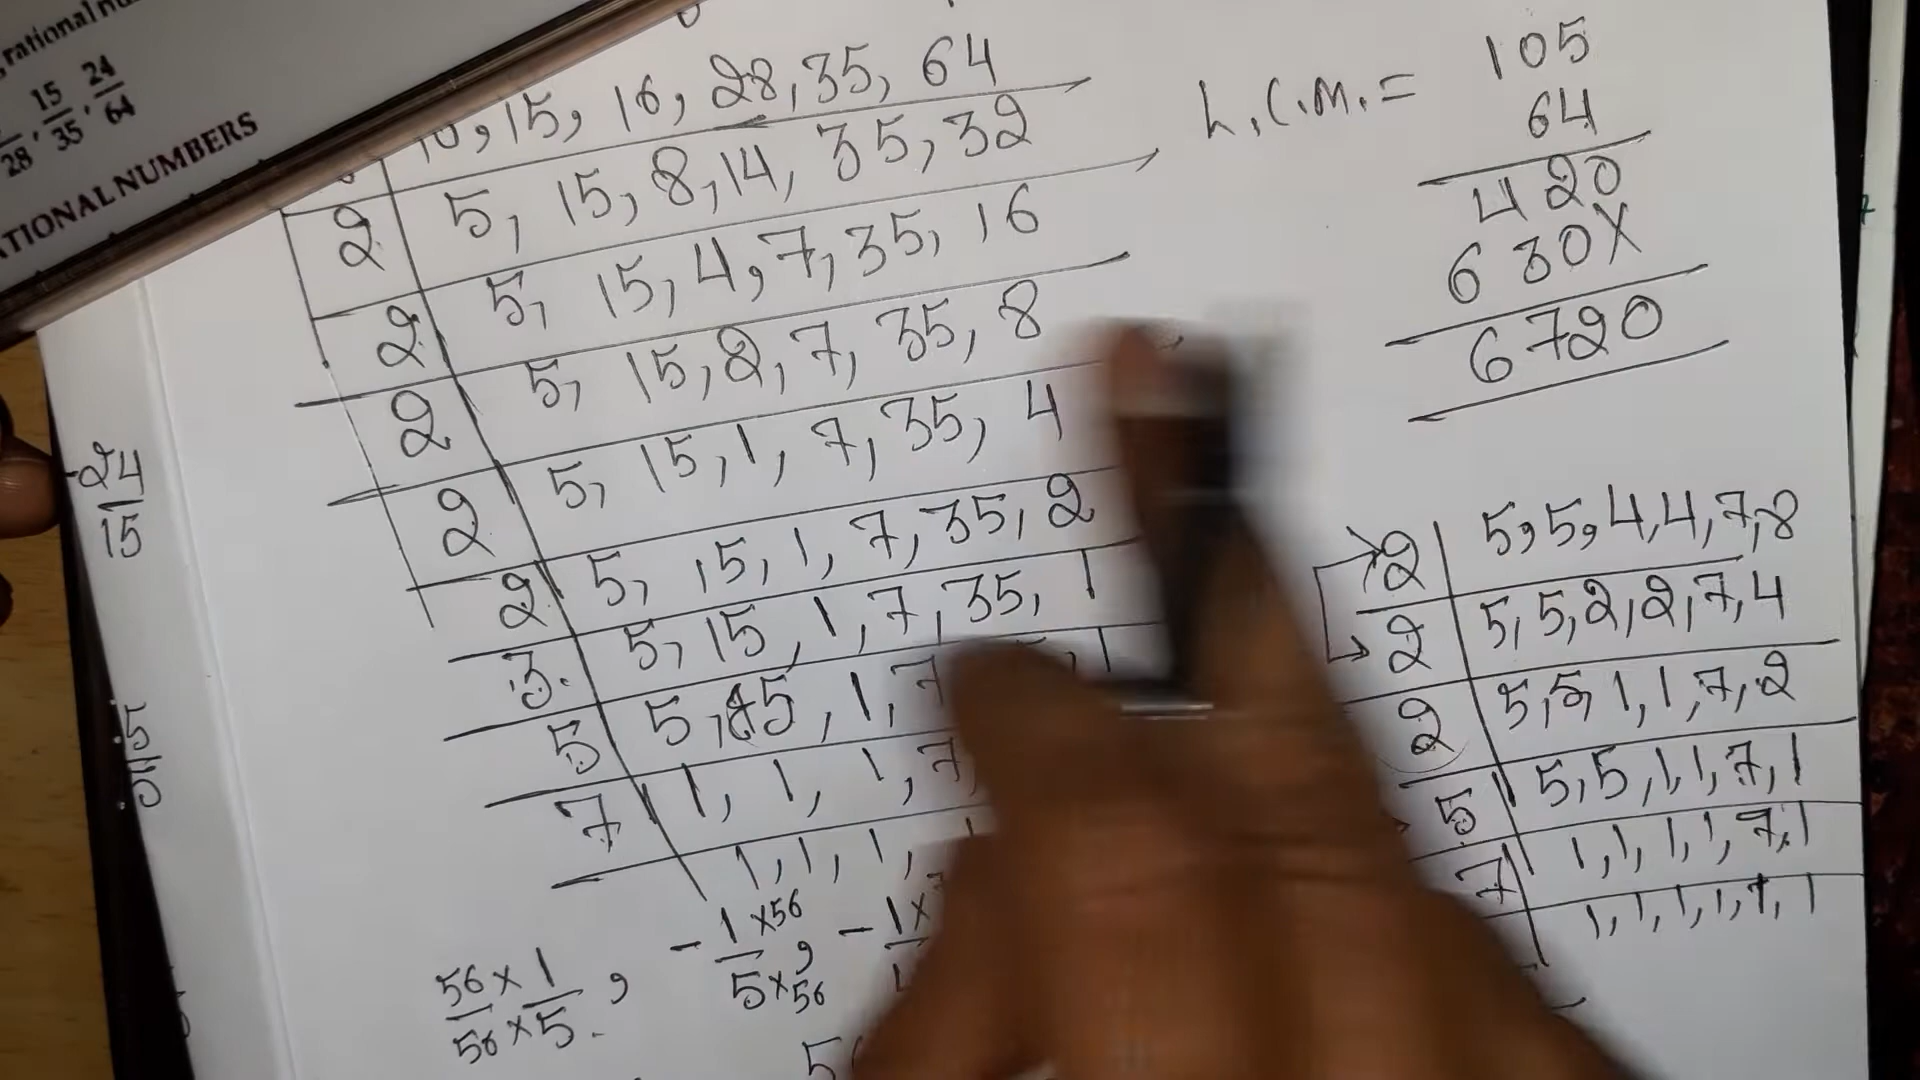 rational
28, 15/35, 24/64
TIONAL NUMBERS
10, 15, 16, 28, 35, 64
2 | 5, 15, 8, 14, 35, 32
2 | 5, 15, 4, 7, 35, 16
2 | 5, 15, 2, 7, 35, 8
2 | 5, 15, 1, 7, 35, 4
2 | 5, 15, 1, 7, 35, 2
3 | 5, 15, 1, 7, 35, 1
5 | 5, 5, 1, 7
7 | 1, 1, 1, 7
1, 1, 1,
56/56 × 1/5, -1×56/5×56, -1×
L.C.M. = 105
64
420
630X
6720
2 | 5, 5, 4, 4, 7, 8
2 | 5, 5, 2, 2, 7, 4
2 | 5, 5, 1, 1, 7, 2
5 | 5, 5, 1, 1, 7, 1
7 | 1, 1, 1, 1, 7, 1
1, 1, 1, 1, 1, 1
24
15